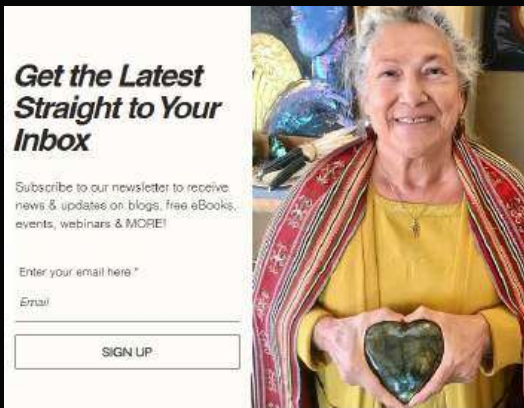 Get the Latest
Straight to Your
Inbox
Subscribe to our newsletter to receive
news & updates on blogs, free eBooks,
events, webinars & MORE!
Enter your email here *
Email
SIGN UP